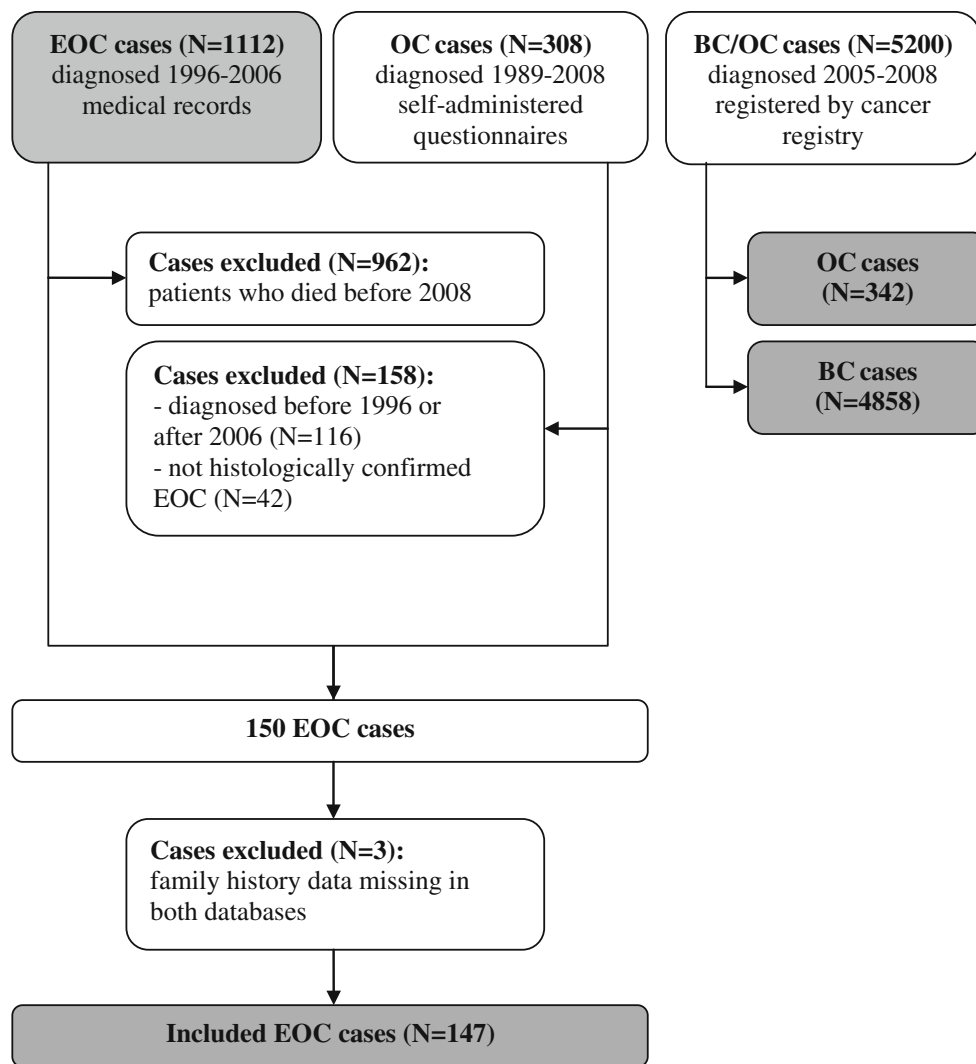 EOC cases (N=1112)
diagnosed 1996-2006
medical records
OC cases (N=308)
diagnosed 1989-2008
self-administered
questionnaires
BC/OC cases (N=5200)
diagnosed 2005-2008
registered by cancer
registry
Cases excluded (N=962):
patients who died before 2008
OC cases
(N=342)
Cases excluded (N=158):
- diagnosed before 1996 or
after 2006 (N=116)
- not histologically confirmed
EOC (N=42)
BC cases
(N=4858)
150 EOC cases
Cases excluded (N=3):
family history data missing in
both databases
Included EOC cases (N=147)